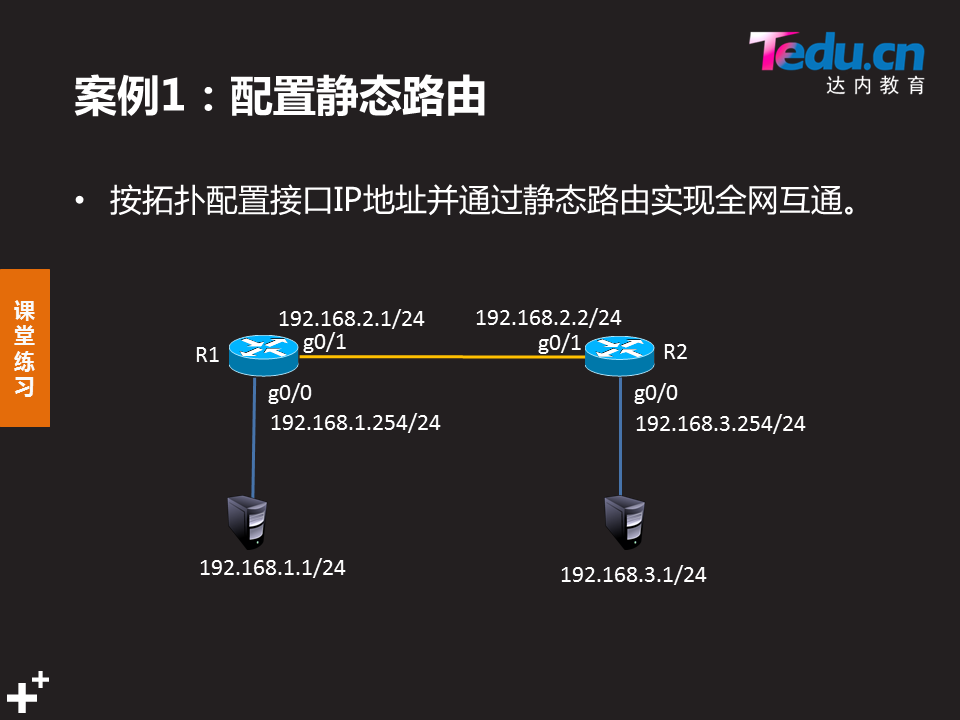 Tedu.cn
达内教育
案例1：配置静态路由
• 按拓扑配置接口IP地址并通过静态路由实现全网互通。
课堂练习
192.168.2.1/24
192.168.2.2/24
R1
g0/1
g0/1
R2
g0/0
g0/0
192.168.1.254/24
192.168.3.254/24
192.168.1.1/24
192.168.3.1/24